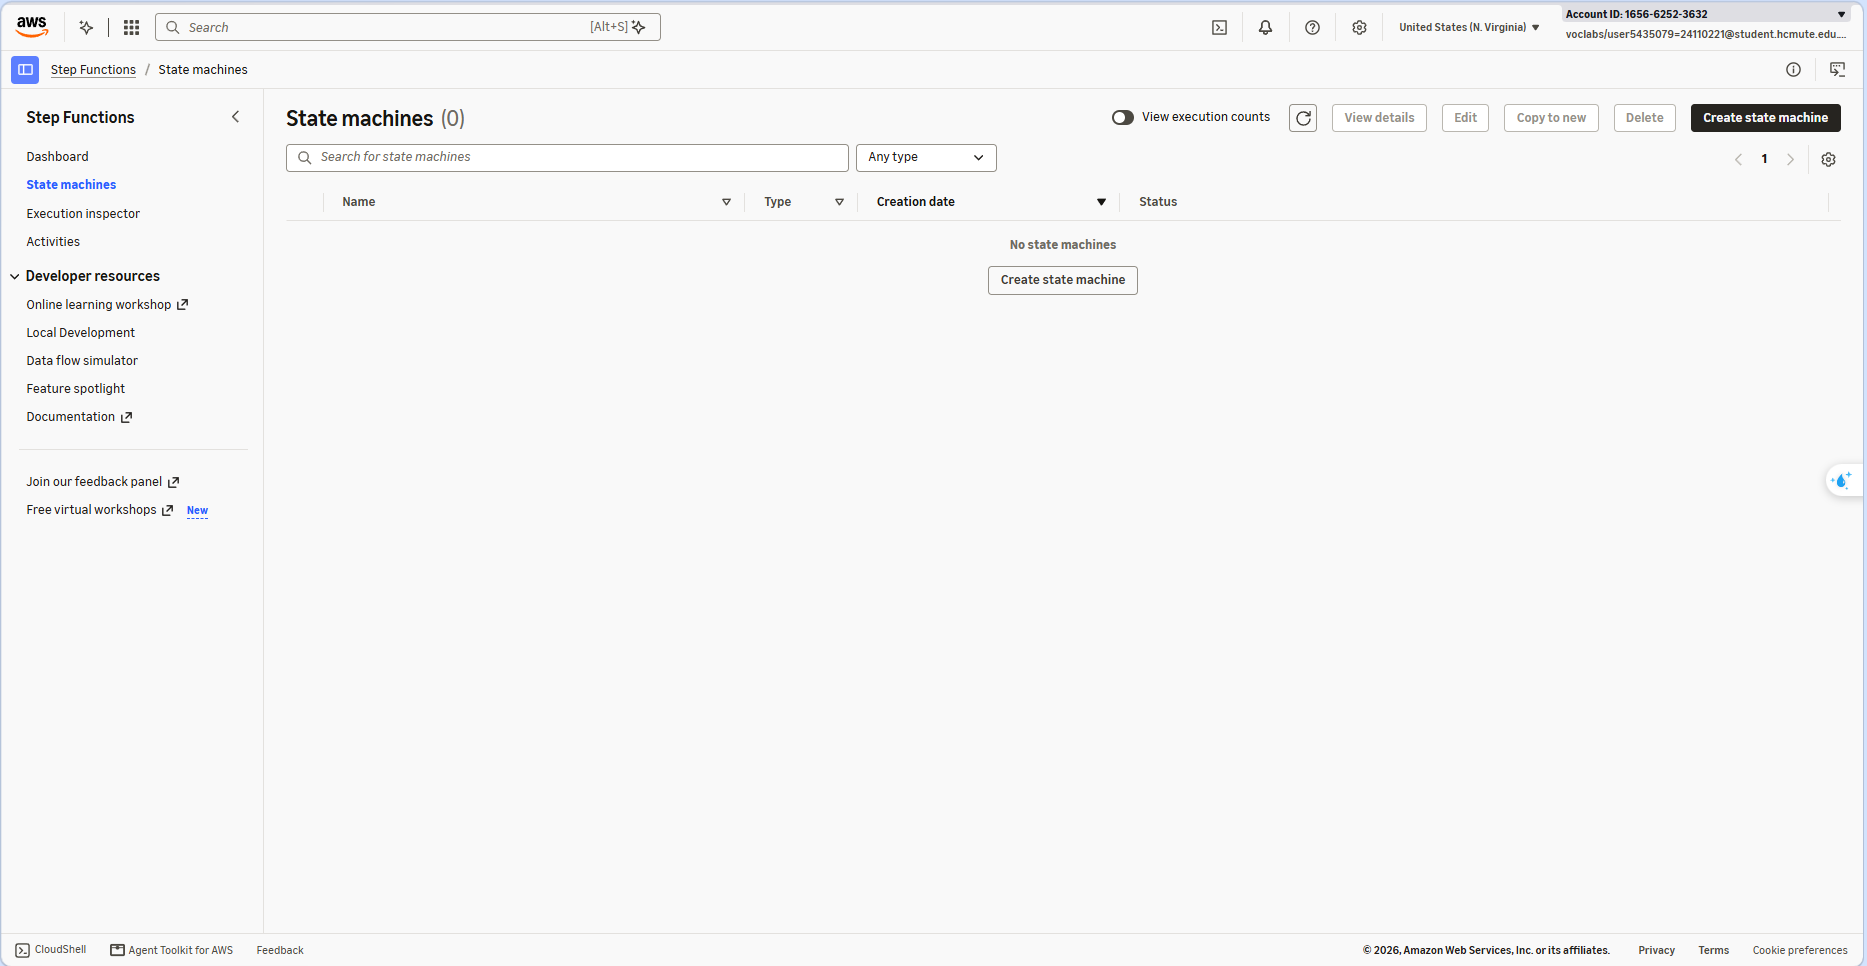 aws
Search [Alt+S]
United States (N. Virginia)
Account ID: 1656-6252-3632
voclabs/user5435079=24110221@student.hcmute.edu....
Step Functions / State machines
Step Functions
Dashboard
State machines
Execution inspector
Activities
Developer resources
Online learning workshop
Local Development
Data flow simulator
Feature spotlight
Documentation
Join our feedback panel
Free virtual workshops New
State machines (0)
View execution counts
View details
Edit
Copy to new
Delete
Create state machine
Search for state machines
Any type
1
Name Type Creation date Status
No state machines
Create state machine
CloudShell
Agent Toolkit for AWS
Feedback
© 2026, Amazon Web Services, Inc. or its affiliates.
Privacy
Terms
Cookie preferences